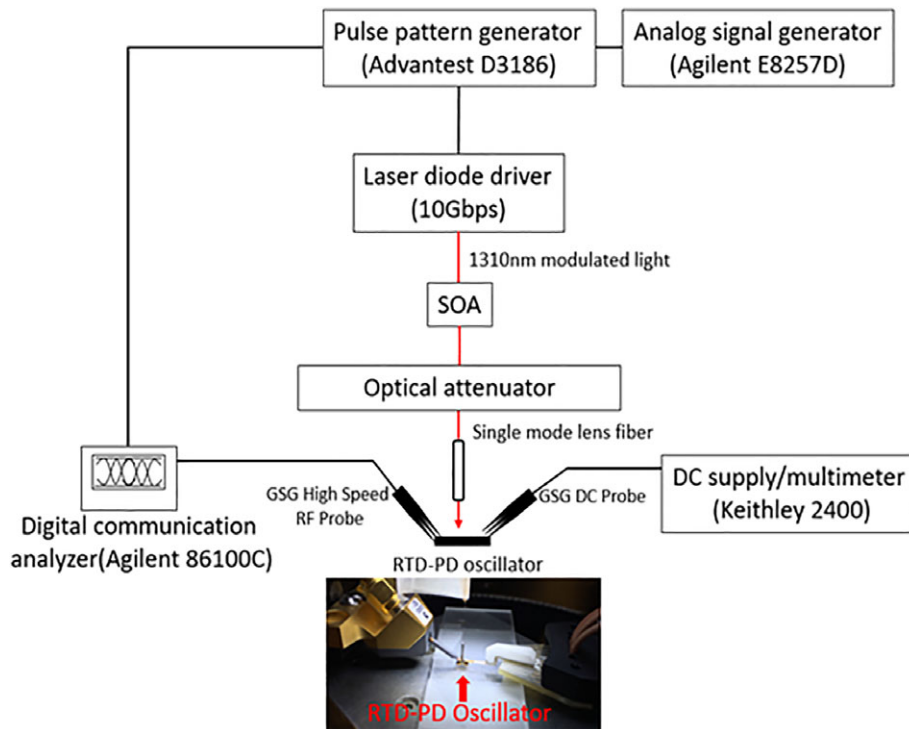 Pulse pattern generator
(Advantest D3186)
Analog signal generator
(Agilent E8257D)
Laser diode driver
(10Gbps)
1310nm modulated light
SOA
Optical attenuator
Single mode lens fiber
GSG High Speed
RF Probe
GSG DC Probe
DC supply/multimeter
(Keithley 2400)
Digital communication
analyzer(Agilent 86100C)
RTD-PD oscillator
RTD-PD Oscillator